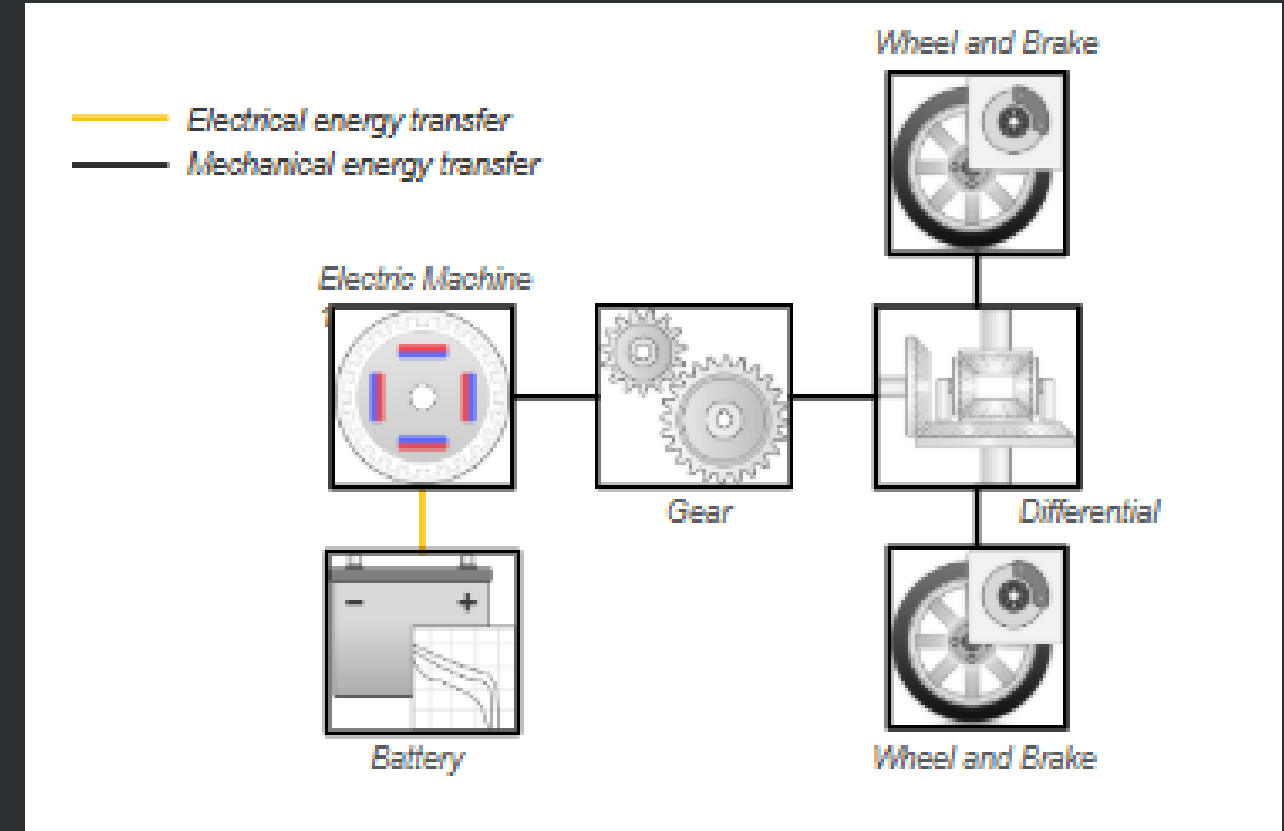 Wheel and Brake
Electrical energy transfer
Mechanical energy transfer
Electric Machine
Gear
Differential
− +
Battery
Wheel and Brake